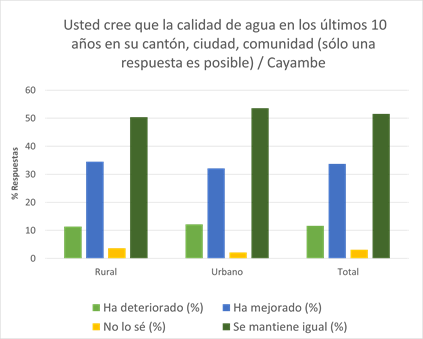 Usted cree que la calidad de agua en los últimos 10
años en su cantón, ciudad, comunidad (sólo una
respuesta es posible) / Cayambe
% Respuestas
60
50
40
30
20
10
0
Rural Urbano Total
Ha deteriorado (%) Ha mejorado (%)
No lo sé (%) Se mantiene igual (%)